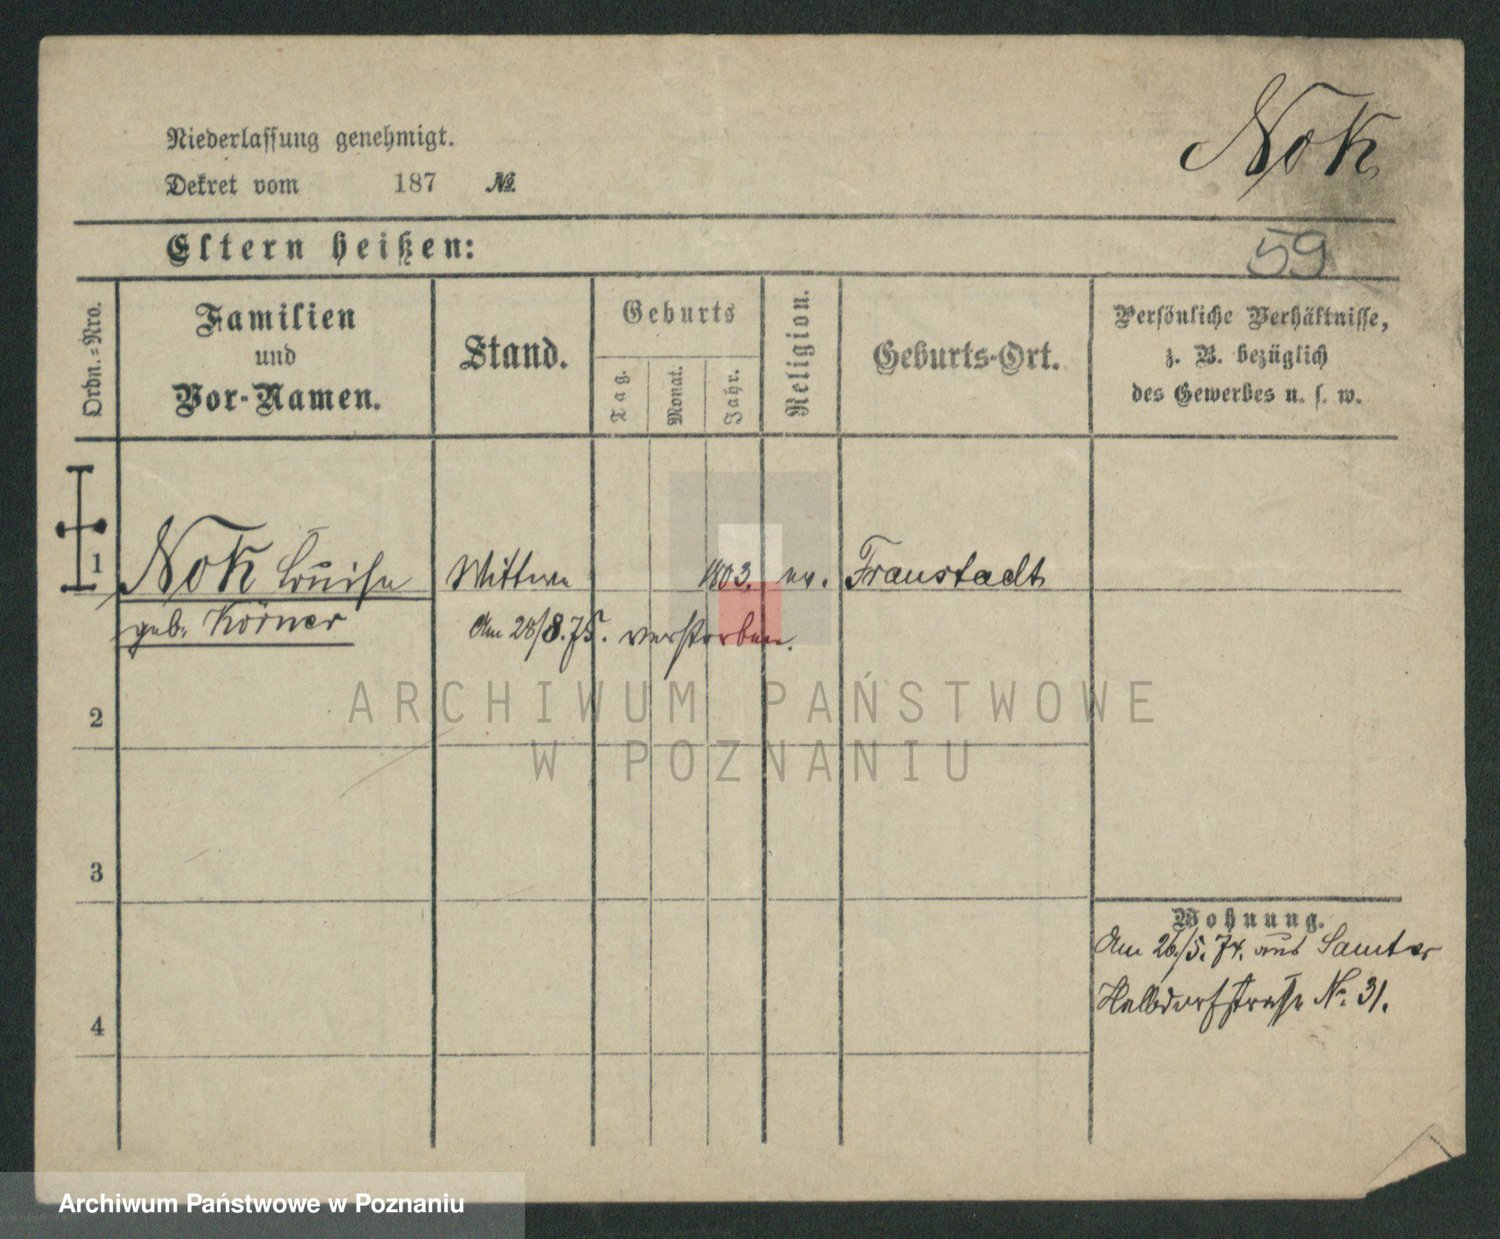 Nok
Niederlassung genehmigt.
Dekret vom 187 №
59
Eltern heißen:
Ordn.=Nro.
Familien
und
Vor-Namen.
Stand.
Geburts
Tag.
Monat.
Jahr.
Religion.
Geburts-Ort.
Persönliche Verhältnisse,
z. B. bezüglich
des Gewerbes u. s. w.
1 Nok Louise Wittwe 1803. ev. Fraustadt
geb. Körner Am 28/8.75. verstorben.
ARCHIWUM PAŃSTWOWE
W POZNANIU
2
3
Wohnung.
Am 26/5.74. aus Samter
Halbdorfstrasse No. 31.
4
Archiwum Państwowe w Poznaniu